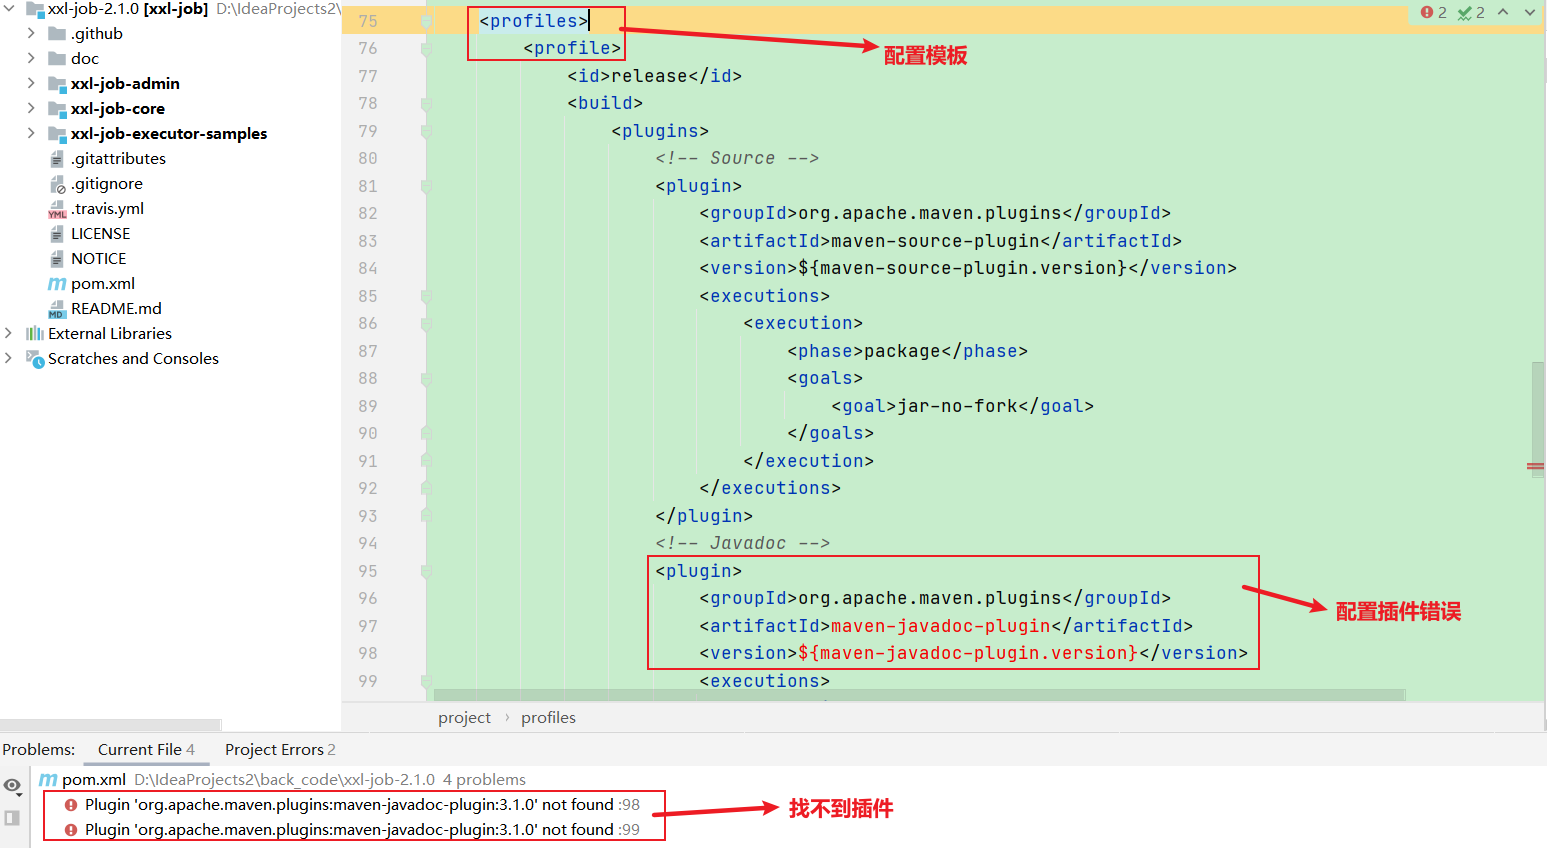 xxl-job-2.1.0 [xxl-job] D:\IdeaProjects2\
.github
doc
xxl-job-admin
xxl-job-core
xxl-job-executor-samples
.gitattributes
.gitignore
.travis.yml
LICENSE
NOTICE
pom.xml
README.md
External Libraries
Scratches and Consoles
75 <profiles>
76 <profile>
配置模板
2 2
77 <id>release</id>
78 <build>
79 <plugins>
80 <!-- Source -->
81 <plugin>
82 <groupId>org.apache.maven.plugins</groupId>
83 <artifactId>maven-source-plugin</artifactId>
84 <version>${maven-source-plugin.version}</version>
85 <executions>
86 <execution>
87 <phase>package</phase>
88 <goals>
89 <goal>jar-no-fork</goal>
90 </goals>
91 </execution>
92 </executions>
93 </plugin>
94 <!-- Javadoc -->
95 <plugin>
96 <groupId>org.apache.maven.plugins</groupId>
97 <artifactId>maven-javadoc-plugin</artifactId>
98 <version>${maven-javadoc-plugin.version}</version>
99 <executions>
配置插件错误
project › profiles
Problems: Current File 4 Project Errors 2
pom.xml D:\IdeaProjects2\back_code\xxl-job-2.1.0 4 problems
Plugin 'org.apache.maven.plugins:maven-javadoc-plugin:3.1.0' not found :98
Plugin 'org.apache.maven.plugins:maven-javadoc-plugin:3.1.0' not found :99
找不到插件